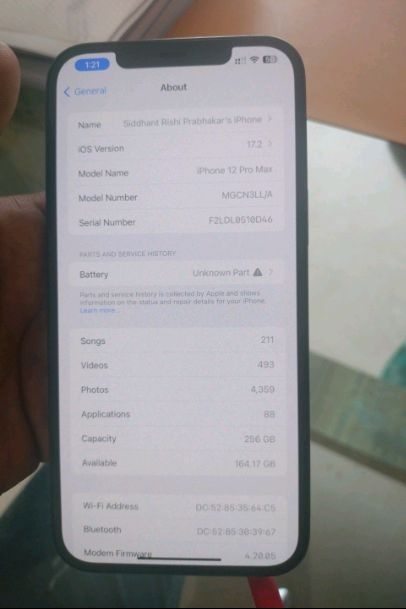 1:21
General
About
Name Siddhant Rishi Prabhakar's iPhone
iOS Version 17.2
Model Name iPhone 12 Pro Max
Model Number MGCN3LL/A
Serial Number F2LDL0510D46
PARTS AND SERVICE HISTORY
Battery Unknown Part
Parts and service history is collected by Apple and shows
information on the status and repair details for your iPhone.
Learn more...
Songs 211
Videos 493
Photos 4,359
Applications 88
Capacity 256 GB
Available 164.17 GB
Wi-Fi Address DC:52:85:35:64:C5
Bluetooth DC:52:85:30:39:67
Modem Firmware 4.20.05